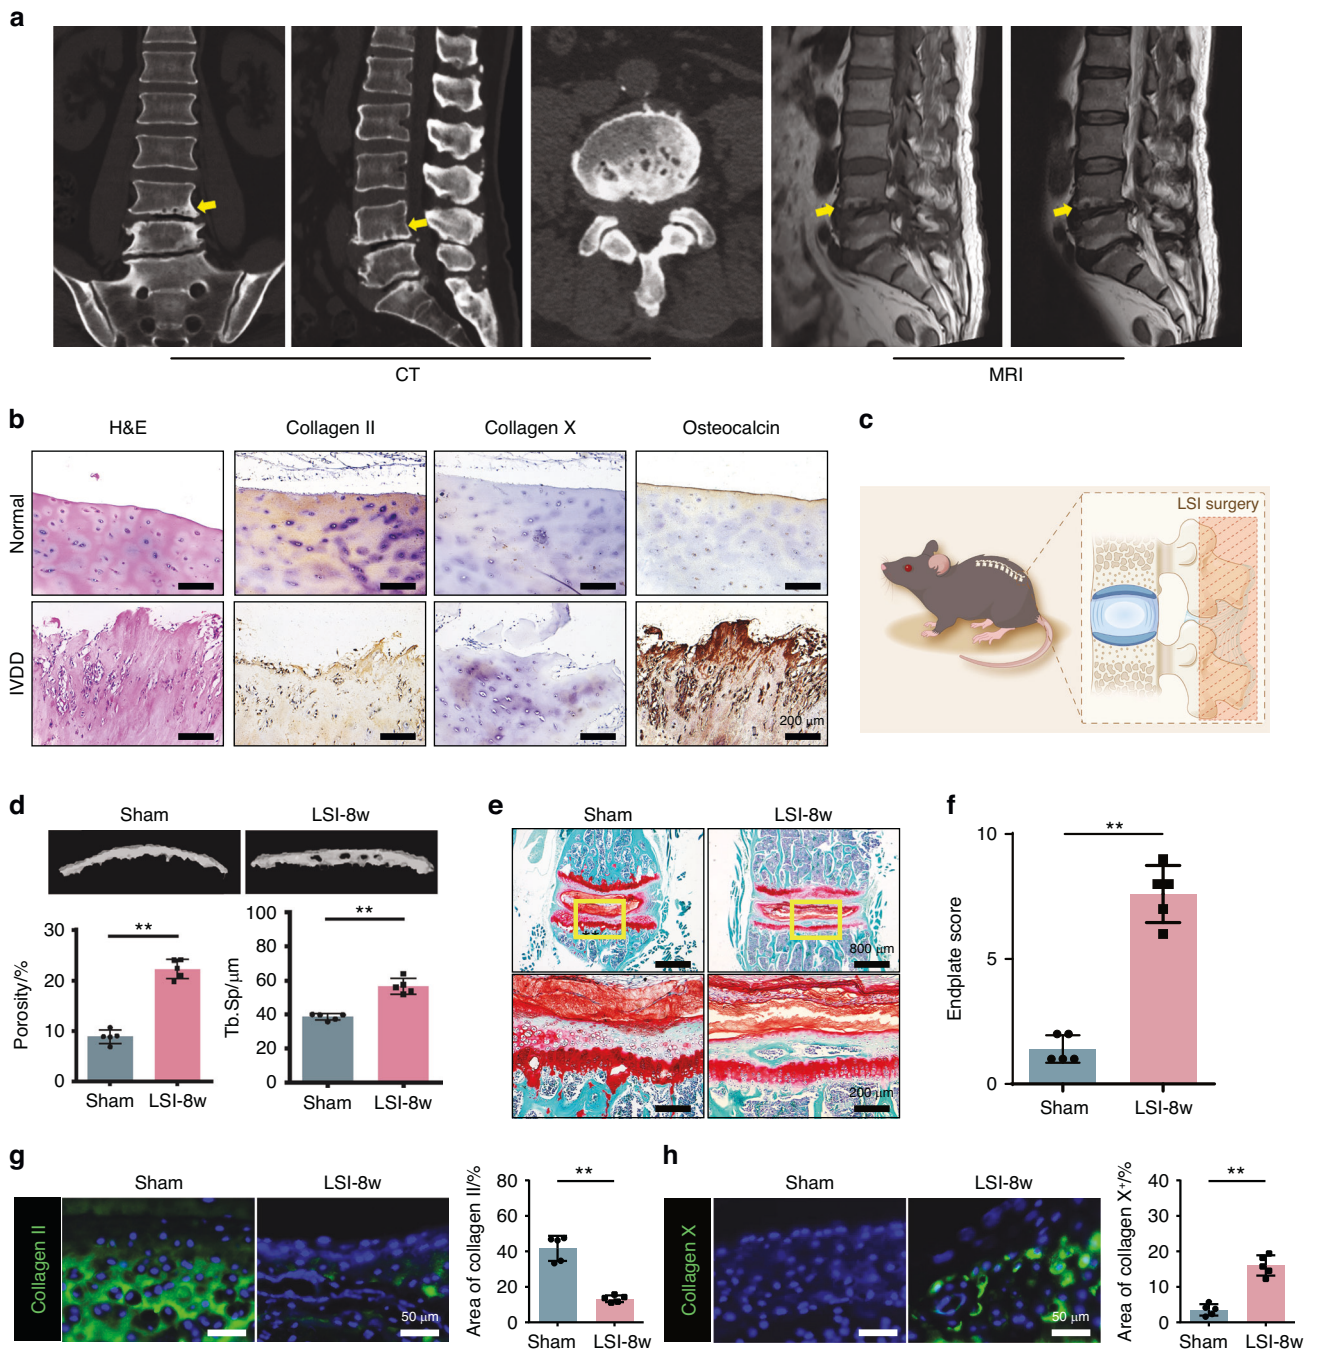 a
CT
MRI
b
H&E
Collagen II
Collagen X
Osteocalcin
Normal
IVDD
200 μm
c
LSI surgery
d
Sham
LSI-8w
Porosity/%
30
20
10
0
**
Sham
LSI-8w
Tb.Sp/μm
100
80
60
40
20
0
**
Sham
LSI-8w
e
Sham
LSI-8w
800 μm
200 μm
f
Endplate score
10
5
0
**
Sham
LSI-8w
g
Sham
LSI-8w
Collagen II
50 μm
Area of collagen II/%
80
60
40
20
0
**
Sham
LSI-8w
h
Sham
LSI-8w
Collagen X
50 μm
Area of collagen X⁺/%
40
30
20
10
0
**
Sham
LSI-8w